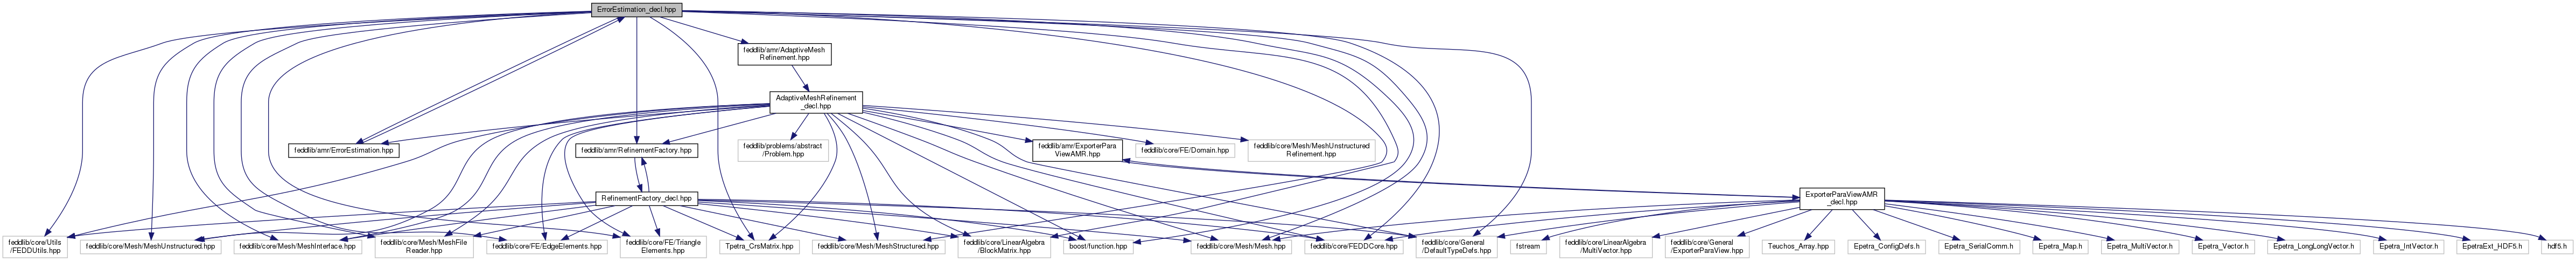 ErrorEstimation_decl.hpp
feddlib/amr/AdaptiveMesh
Refinement.hpp
AdaptiveMeshRefinement
_decl.hpp
feddlib/amr/ErrorEstimation.hpp
feddlib/amr/RefinementFactory.hpp
feddlib/problems/abstract
/Problem.hpp
feddlib/amr/ExporterPara
ViewAMR.hpp
feddlib/core/FE/Domain.hpp
feddlib/core/Mesh/MeshUnstructured
Refinement.hpp
RefinementFactory_decl.hpp
ExporterParaViewAMR
_decl.hpp
feddlib/core/Utils
/FEDDUtils.hpp
feddlib/core/Mesh/MeshUnstructured.hpp
feddlib/core/Mesh/MeshInterface.hpp
feddlib/core/Mesh/MeshFile
Reader.hpp
feddlib/core/FE/EdgeElements.hpp
feddlib/core/FE/Triangle
Elements.hpp
Tpetra_CrsMatrix.hpp
feddlib/core/Mesh/MeshStructured.hpp
feddlib/core/LinearAlgebra
/BlockMatrix.hpp
boost/function.hpp
feddlib/core/Mesh/Mesh.hpp
feddlib/core/FEDDCore.hpp
feddlib/core/General
/DefaultTypeDefs.hpp
fstream
feddlib/core/LinearAlgebra
/MultiVector.hpp
feddlib/core/General
/ExporterParaView.hpp
Teuchos_Array.hpp
Epetra_ConfigDefs.h
Epetra_SerialComm.h
Epetra_Map.h
Epetra_MultiVector.h
Epetra_Vector.h
Epetra_LongLongVector.h
Epetra_IntVector.h
EpetraExt_HDF5.h
hdf5.h